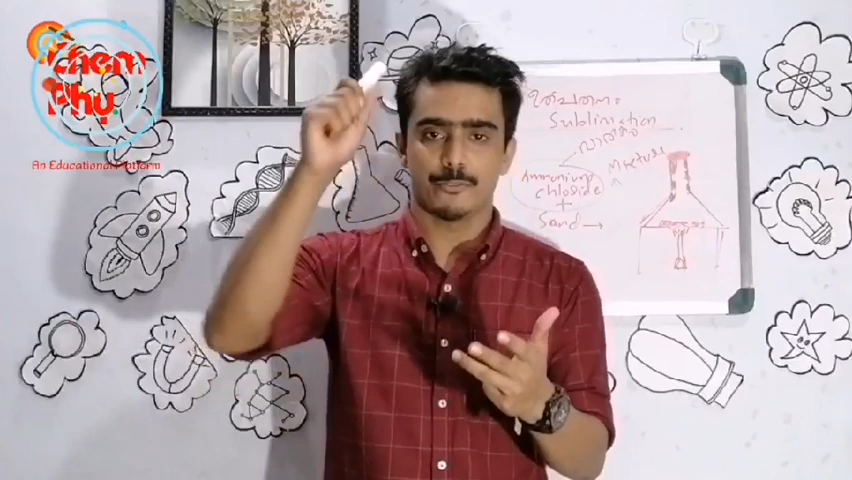 Chem
Phy
An Educational Platform
ഉത്പതനം
Sublimation
Mixture
Ammonium
chloride
+
Sand →